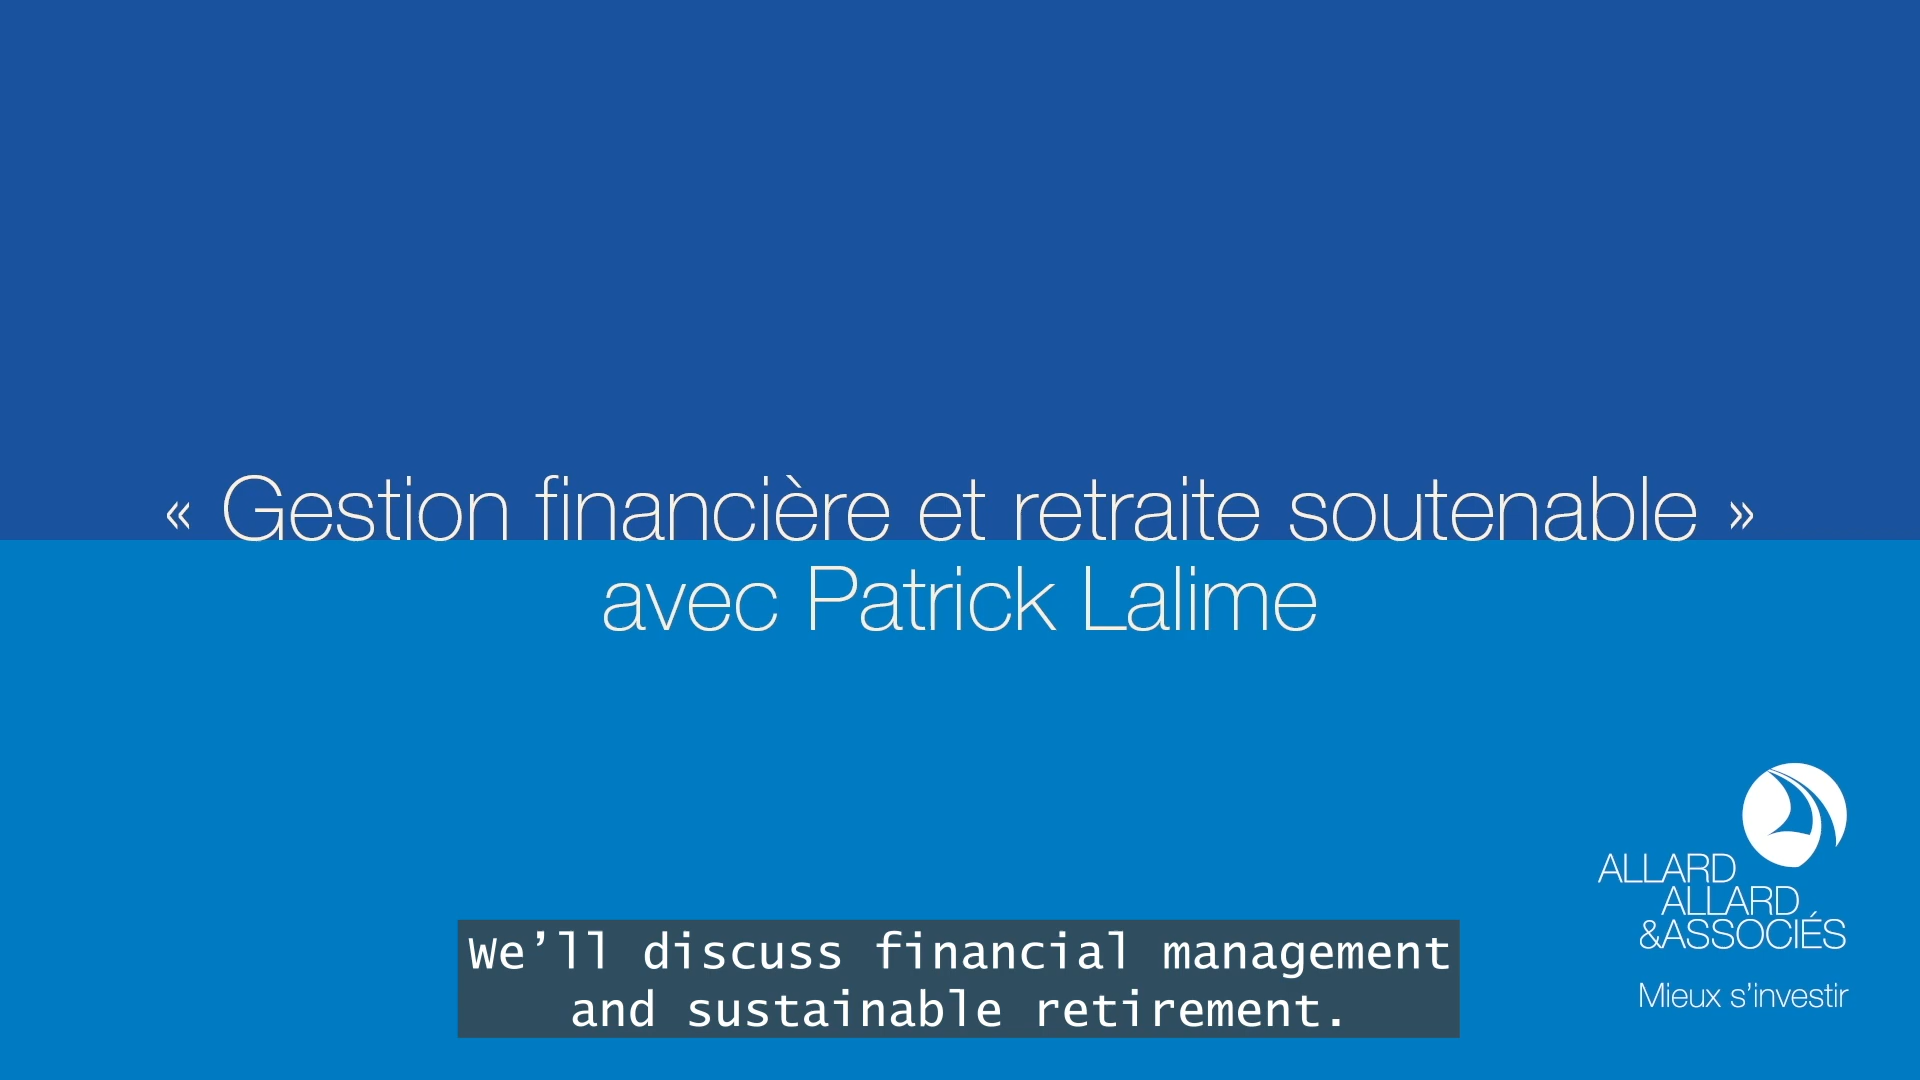 « Gestion financière et retraite soutenable »
avec Patrick Lalime
ALLARD
ALLARD
&ASSOCIÉS
Mieux s’investir
We’ll discuss financial management
and sustainable retirement.